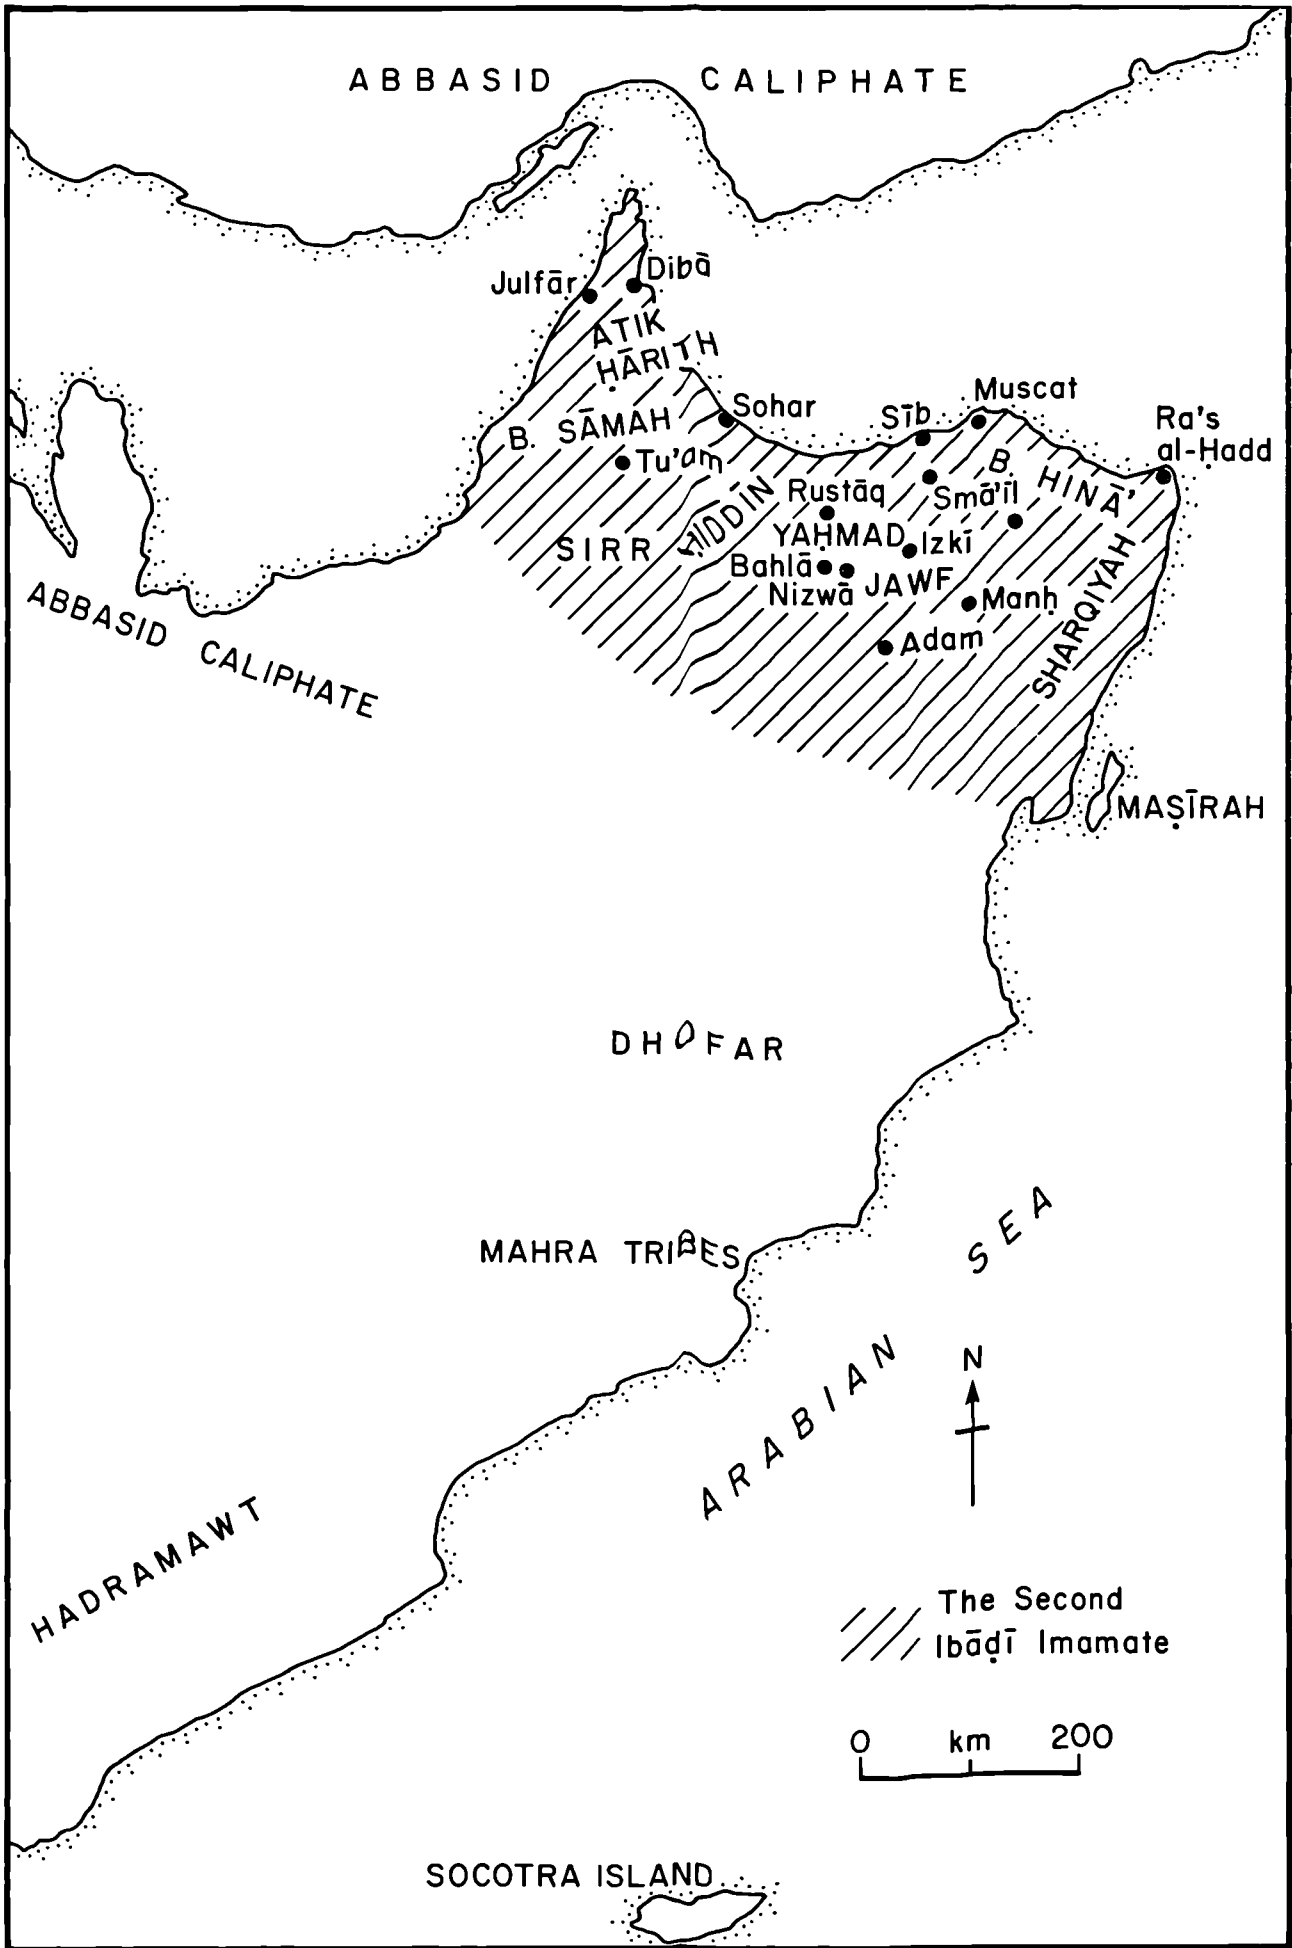 ABBASID CALIPHATE
Julfār
Dibā
ATIK
ḤĀRITH
Sohar
Muscat
Sīb
Ra's
al-Ḥadd
B. SĀMAH
Tu'am
B. HINĀ'
Smā'īl
Rustāq
HIDDĪN
SIRR
YAḤMAD
Izkī
Bahlā
JAWF
Nizwā
Manḥ
SHARQIYAH
Adam
ABBASID CALIPHATE
MAṢĪRAH
DHOFAR
MAHRA TRIBES
ARABIAN SEA
N
HADRAMAWT
The Second
Ibāḍī Imamate
0 km 200
SOCOTRA ISLAND